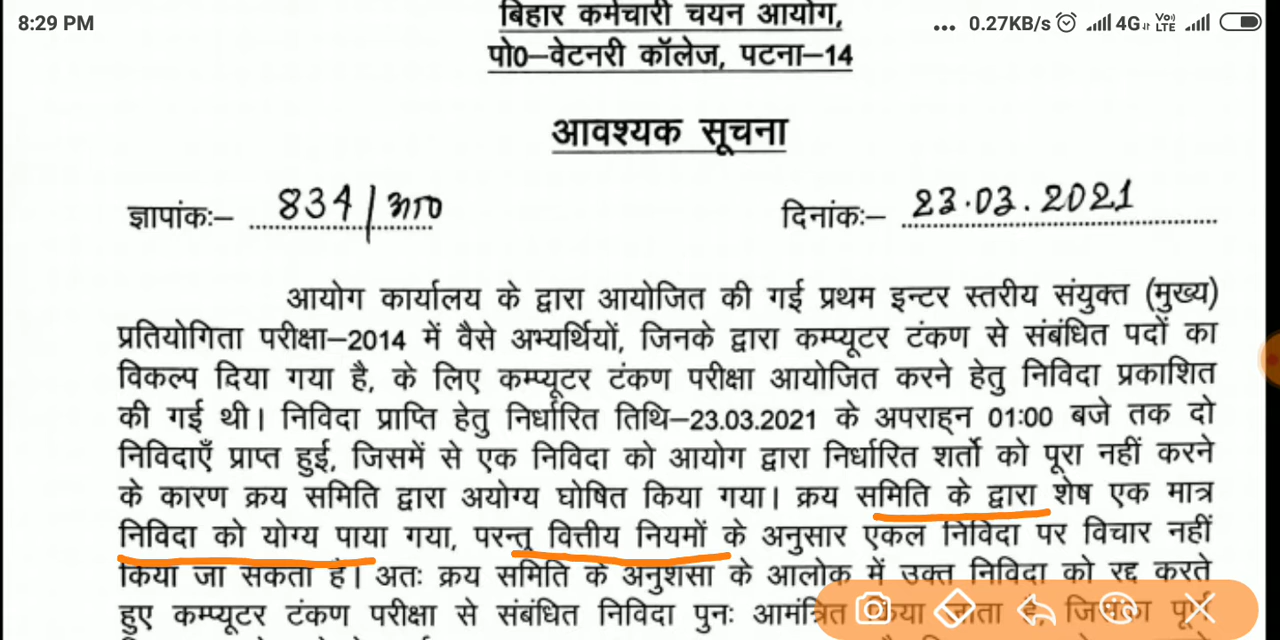 8:29 PM
... 0.27KB/s 4G Vo) LTE
बिहार कर्मचारी चयन आयोग,
पो0–वेटनरी कॉलेज, पटना–14
आवश्यक सूचना
ज्ञापांकः– 834/आ0 दिनांकः– 23.03.2021
आयोग कार्यालय के द्वारा आयोजित की गई प्रथम इन्टर स्तरीय संयुक्त (मुख्य)
प्रतियोगिता परीक्षा–2014 में वैसे अभ्यर्थियों, जिनके द्वारा कम्प्यूटर टंकण से संबंधित पदों का
विकल्प दिया गया है, के लिए कम्प्यूटर टंकण परीक्षा आयोजित करने हेतु निविदा प्रकाशित
की गई थी। निविदा प्राप्ति हेतु निर्धारित तिथि–23.03.2021 के अपराह्न 01:00 बजे तक दो
निविदाएँ प्राप्त हुई, जिसमें से एक निविदा को आयोग द्वारा निर्धारित शर्तो को पूरा नहीं करने
के कारण क्रय समिति द्वारा अयोग्य घोषित किया गया। क्रय समिति के द्वारा शेष एक मात्र
निविदा को योग्य पाया गया, परन्तु वित्तीय नियमों के अनुसार एकल निविदा पर विचार नहीं
किया जा सकता है। अतः क्रय समिति के अनुशंसा के आलोक में उक्त निविदा को रद्द करते
हुए कम्प्यूटर टंकण परीक्षा से संबंधित निविदा पुनः आमंत्रित किया जाता है, जिसका पूर्ण